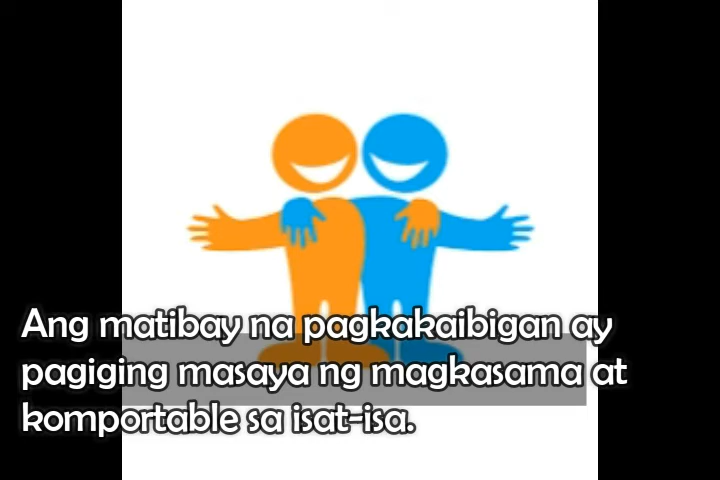 Ang matibay na pagkakaibigan ay
pagiging masaya ng magkasama at
komportable sa isat-isa.